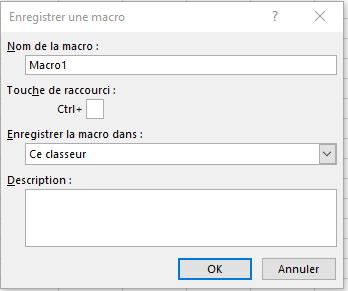 Enregistrer une macro
Nom de la macro :
Macro1
Touche de raccourci :
Ctrl+
Enregistrer la macro dans :
Ce classeur
Description :
OK Annuler